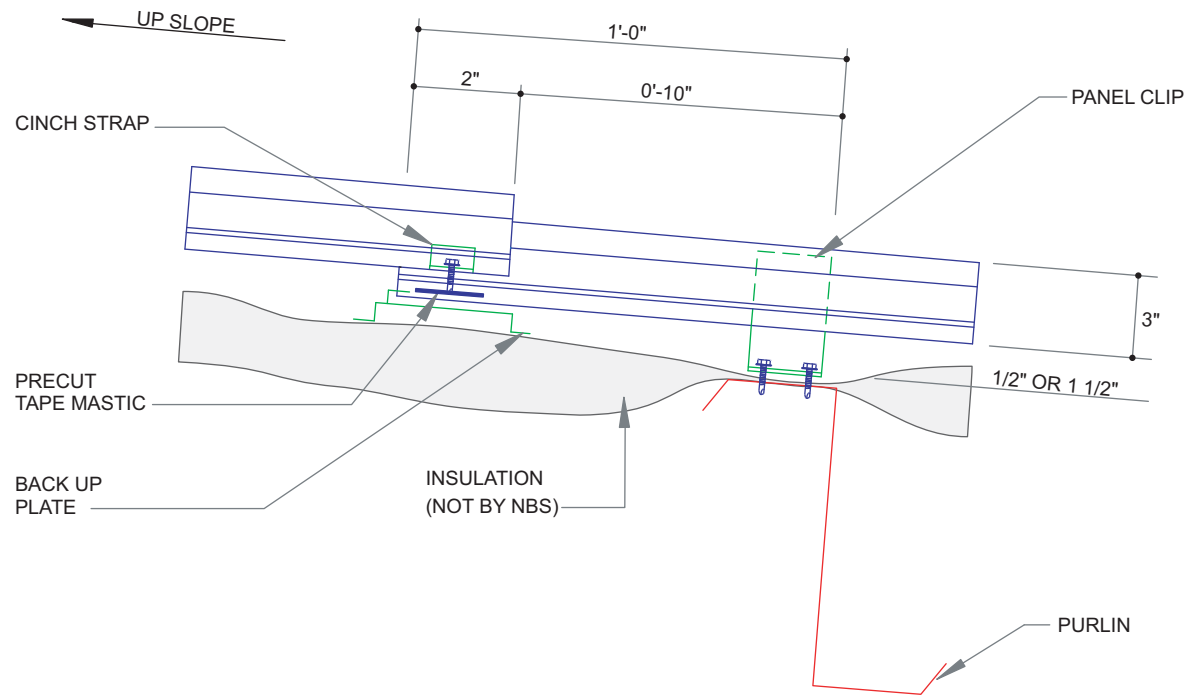 UP SLOPE
1'-0"
2"
0'-10"
PANEL CLIP
CINCH STRAP
3"
1/2" OR 1 1/2"
PRECUT
TAPE MASTIC
BACK UP
PLATE
INSULATION
(NOT BY NBS)
PURLIN